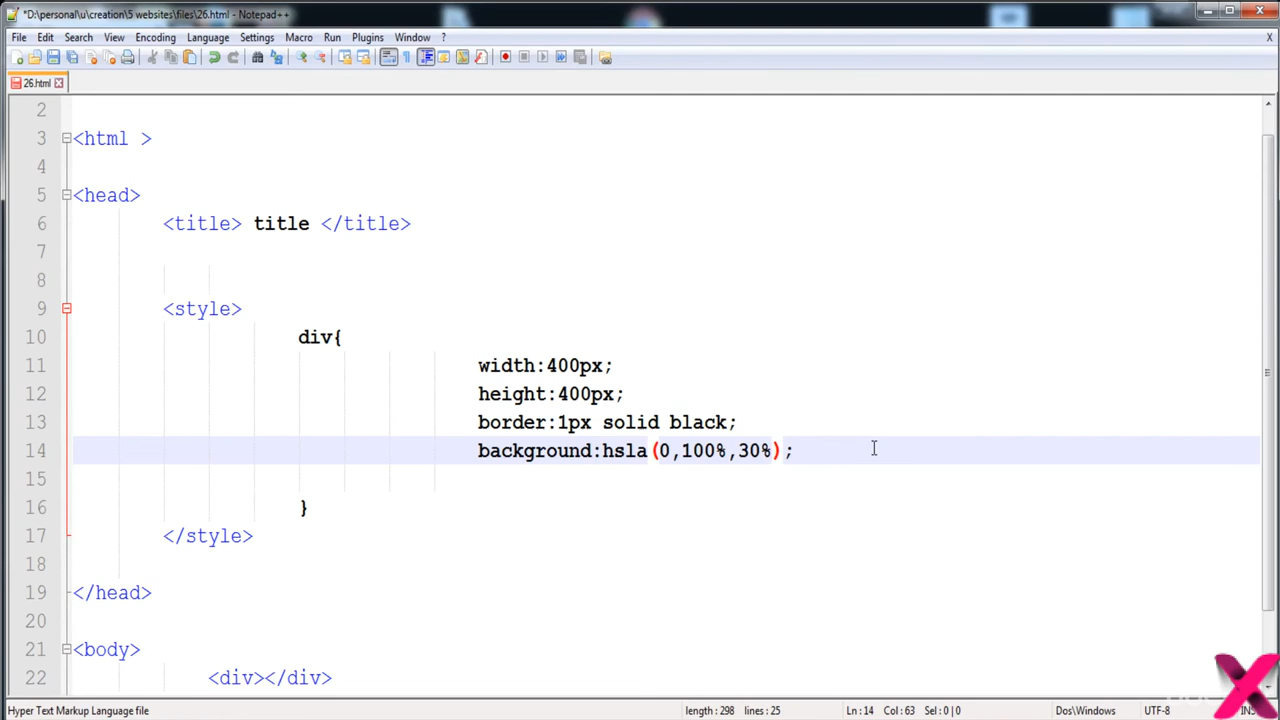 *D:\personal\u\creation\5 websites\files\26.html - Notepad++
File Edit Search View Encoding Language Settings Macro Run Plugins Window ? X
26.html
2
3 <html >
4
5 <head>
6 <title> title </title>
7
8
9 <style>
10 div{
11 width:400px;
12 height:400px;
13 border:1px solid black;
14 background:hsla(0,100%,30%);
15
16 }
17 </style>
18
19 </head>
20
21 <body>
22 <div></div>
Hyper Text Markup Language file length : 298 lines : 25 Ln : 14 Col : 63 Sel : 0 | 0 Dos\Windows UTF-8 INS